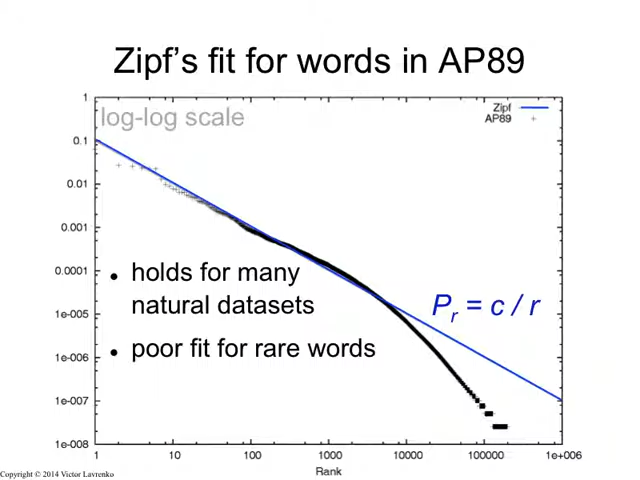 Zipf's fit for words in AP89
1
log-log scale
Zipf
AP89
0.1
0.01
0.001
holds for many
0.0001
natural datasets
P_r = c / r
1e-005
poor fit for rare words
1e-006
1e-007
1e-008
1 10 100 1000 10000 100000 1e+006
Rank
Copyright © 2014 Victor Lavrenko